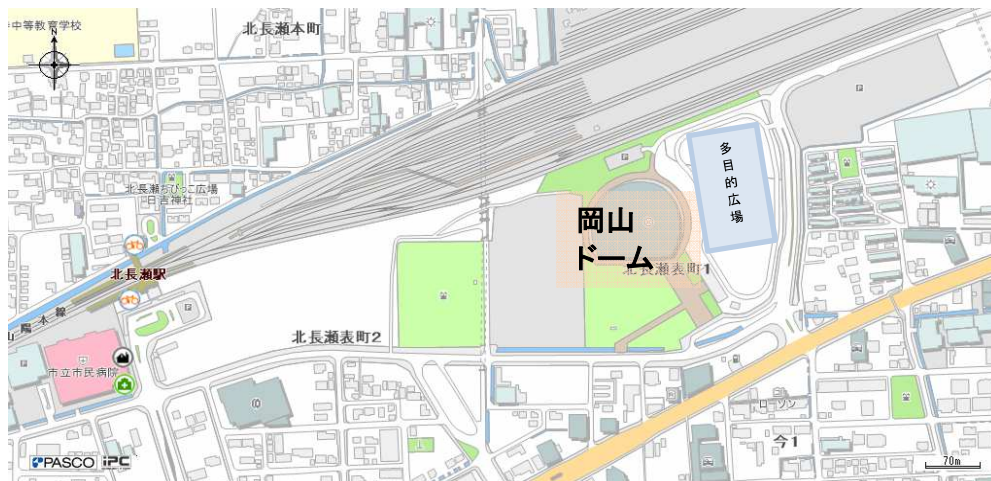 中等教育学校
北長瀬本町
N
多目的広場
北長瀬ちびっこ広場
日吉神社
岡山
ドーム
北長瀬表町1
北長瀬駅
山陽本線
北長瀬表町2
市立市民病院
ローソン
今1
PASCO iPC
70m